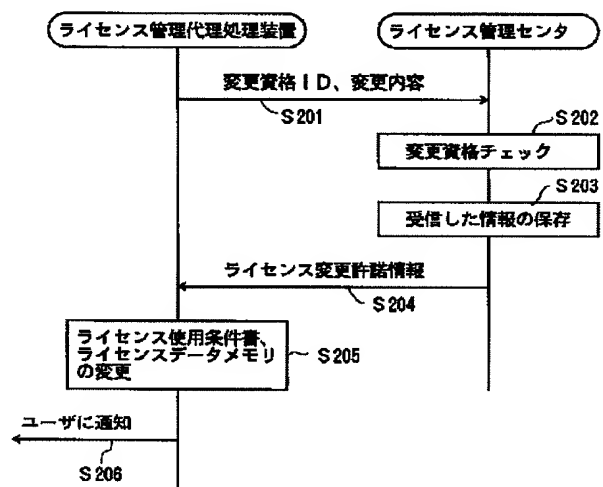 ライセンス管理代理処理装置
ライセンス管理センタ
変更資格ID、変更内容
S201
S202
変更資格チェック
S203
受信した情報の保存
ライセンス変更許諾情報
S204
ライセンス使用条件書、
ライセンスデータメモリ
の変更
S205
ユーザに通知
S206